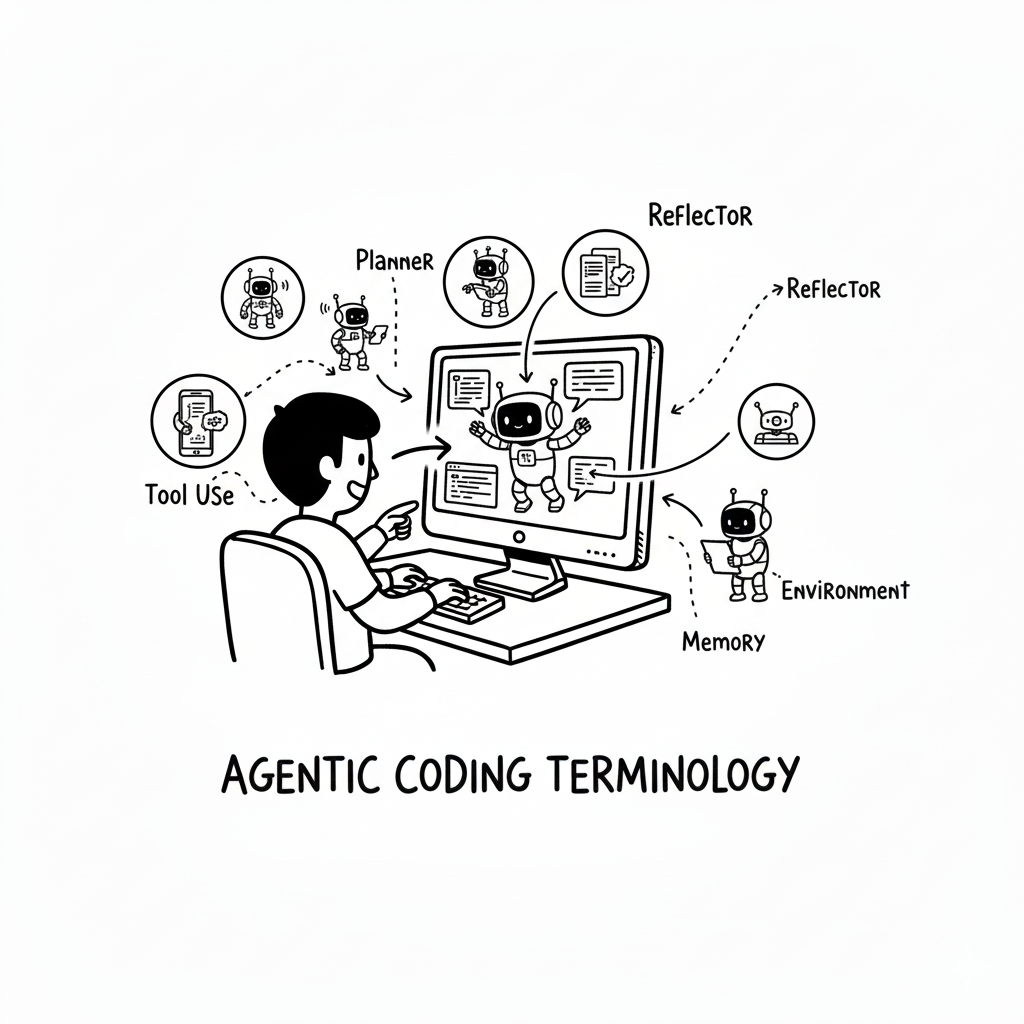 Reflector
Planner
Reflector
Tool Use
Environment
Memory
AGENTIC CODING TERMINOLOGY